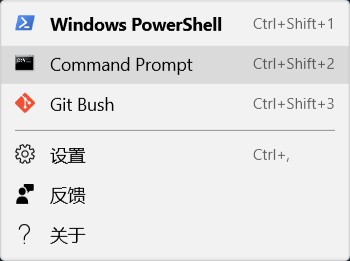 Windows PowerShell Ctrl+Shift+1
Command Prompt Ctrl+Shift+2
Git Bush Ctrl+Shift+3
设置 Ctrl+,
反馈
关于